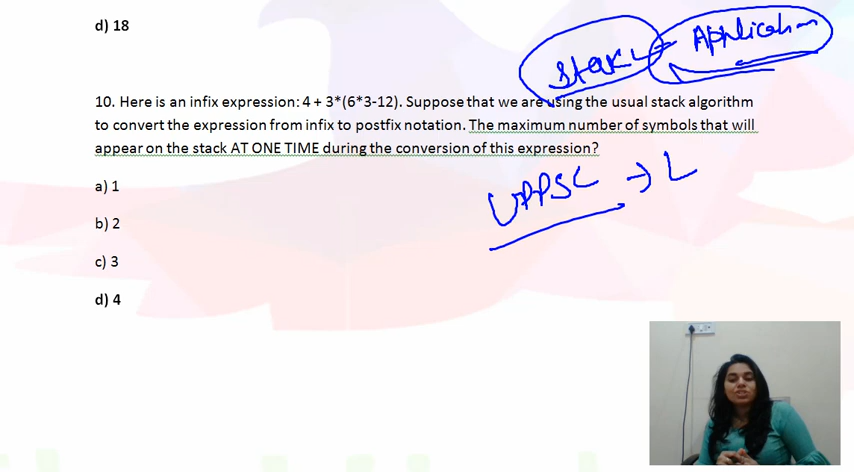 d) 18
Stack = Application
10. Here is an infix expression: 4 + 3*(6*3-12). Suppose that we are using the usual stack algorithm
to convert the expression from infix to postfix notation. The maximum number of symbols that will
appear on the stack AT ONE TIME during the conversion of this expression?
UPPSC → L
a) 1
b) 2
c) 3
d) 4